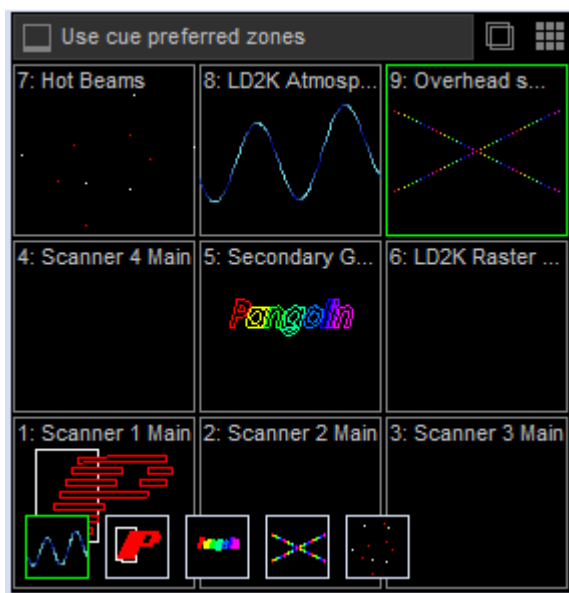 Use cue preferred zones
7: Hot Beams
8: LD2K Atmosp...
9: Overhead s...
4: Scanner 4 Main
5: Secondary G...
6: LD2K Raster ...
Pangolin
1: Scanner 1 Main
2: Scanner 2 Main
3: Scanner 3 Main
P